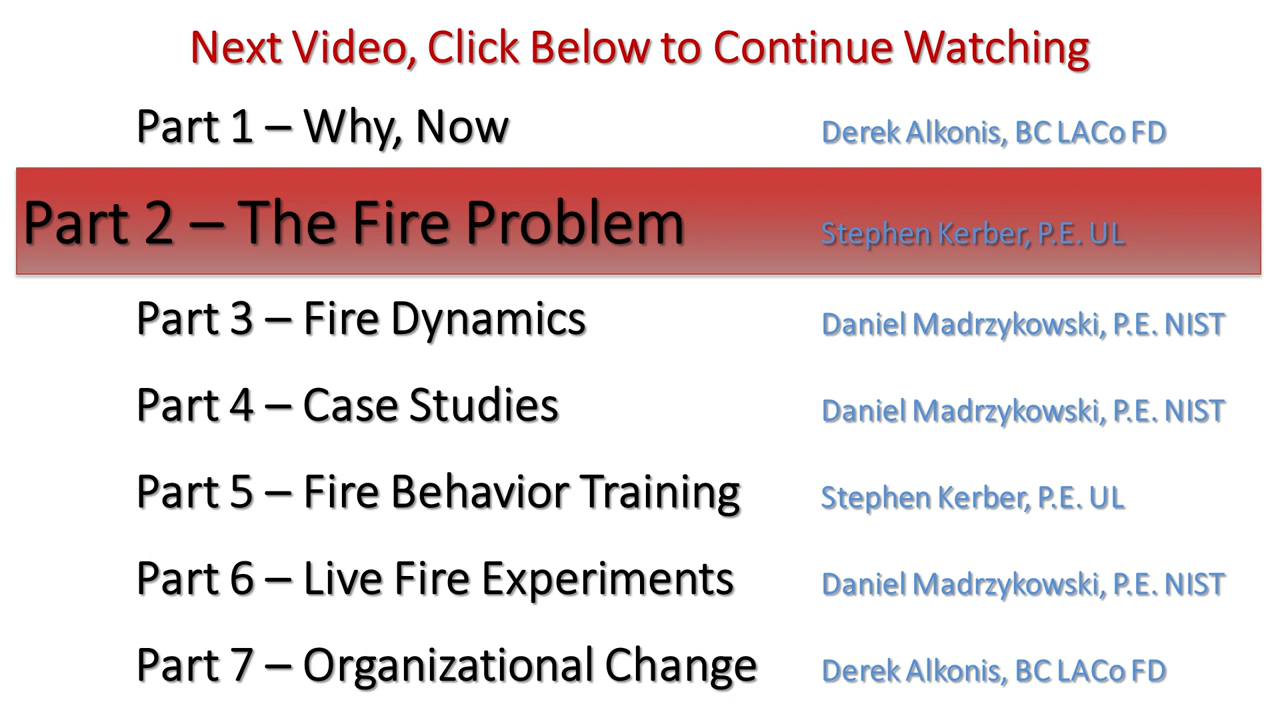 Next Video, Click Below to Continue Watching
Part 1 – Why, Now Derek Alkonis, BC LACo FD
Part 2 – The Fire Problem Stephen Kerber, P.E. UL
Part 3 – Fire Dynamics Daniel Madrzykowski, P.E. NIST
Part 4 – Case Studies Daniel Madrzykowski, P.E. NIST
Part 5 – Fire Behavior Training Stephen Kerber, P.E. UL
Part 6 – Live Fire Experiments Daniel Madrzykowski, P.E. NIST
Part 7 – Organizational Change Derek Alkonis, BC LACo FD